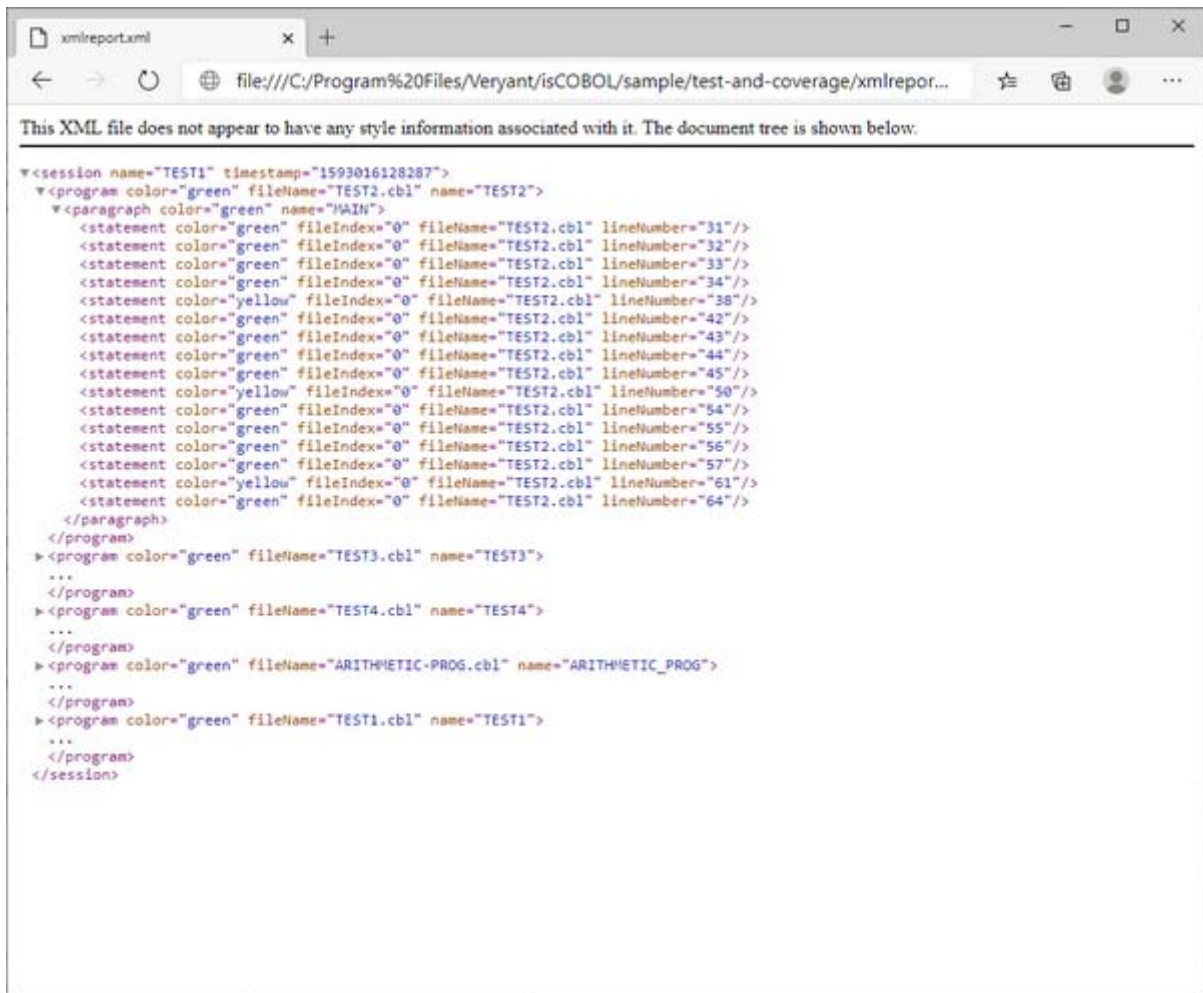 xmlreport.xml
file:///C:/Program%20Files/Veryant/isCOBOL/sample/test-and-coverage/xmlrepor...
This XML file does not appear to have any style information associated with it. The document tree is shown below.
▼<session name="TEST1" timestamp="1593016128287">
▼<program color="green" fileName="TEST2.cbl" name="TEST2">
▼<paragraph color="green" name="MAIN">
<statement color="green" fileIndex="0" fileName="TEST2.cbl" lineNumber="31"/>
<statement color="green" fileIndex="0" fileName="TEST2.cbl" lineNumber="32"/>
<statement color="green" fileIndex="0" fileName="TEST2.cbl" lineNumber="33"/>
<statement color="green" fileIndex="0" fileName="TEST2.cbl" lineNumber="34"/>
<statement color="yellow" fileIndex="0" fileName="TEST2.cbl" lineNumber="38"/>
<statement color="green" fileIndex="0" fileName="TEST2.cbl" lineNumber="42"/>
<statement color="green" fileIndex="0" fileName="TEST2.cbl" lineNumber="43"/>
<statement color="green" fileIndex="0" fileName="TEST2.cbl" lineNumber="44"/>
<statement color="green" fileIndex="0" fileName="TEST2.cbl" lineNumber="45"/>
<statement color="yellow" fileIndex="0" fileName="TEST2.cbl" lineNumber="50"/>
<statement color="green" fileIndex="0" fileName="TEST2.cbl" lineNumber="54"/>
<statement color="green" fileIndex="0" fileName="TEST2.cbl" lineNumber="55"/>
<statement color="green" fileIndex="0" fileName="TEST2.cbl" lineNumber="56"/>
<statement color="green" fileIndex="0" fileName="TEST2.cbl" lineNumber="57"/>
<statement color="yellow" fileIndex="0" fileName="TEST2.cbl" lineNumber="61"/>
<statement color="green" fileIndex="0" fileName="TEST2.cbl" lineNumber="64"/>
</paragraph>
</program>
▶<program color="green" fileName="TEST3.cbl" name="TEST3">
...
</program>
▶<program color="green" fileName="TEST4.cbl" name="TEST4">
...
</program>
▶<program color="green" fileName="ARITHMETIC-PROG.cbl" name="ARITHMETIC_PROG">
...
</program>
▶<program color="green" fileName="TEST1.cbl" name="TEST1">
...
</program>
</session>